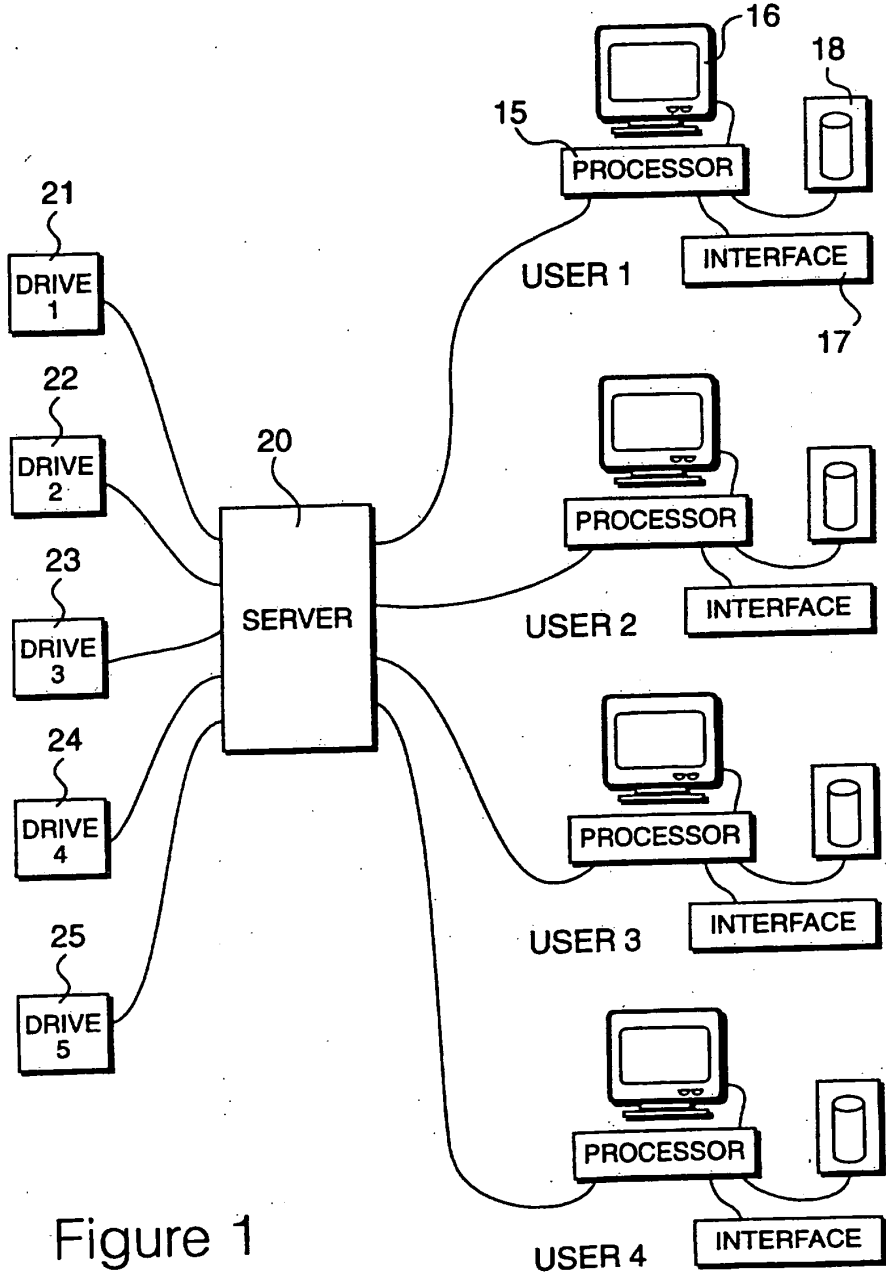 16
18
15
PROCESSOR
INTERFACE
USER 1
17
21
DRIVE
1
22
DRIVE
2
20
SERVER
PROCESSOR
INTERFACE
USER 2
23
DRIVE
3
24
DRIVE
4
PROCESSOR
INTERFACE
USER 3
25
DRIVE
5
PROCESSOR
INTERFACE
USER 4
Figure 1